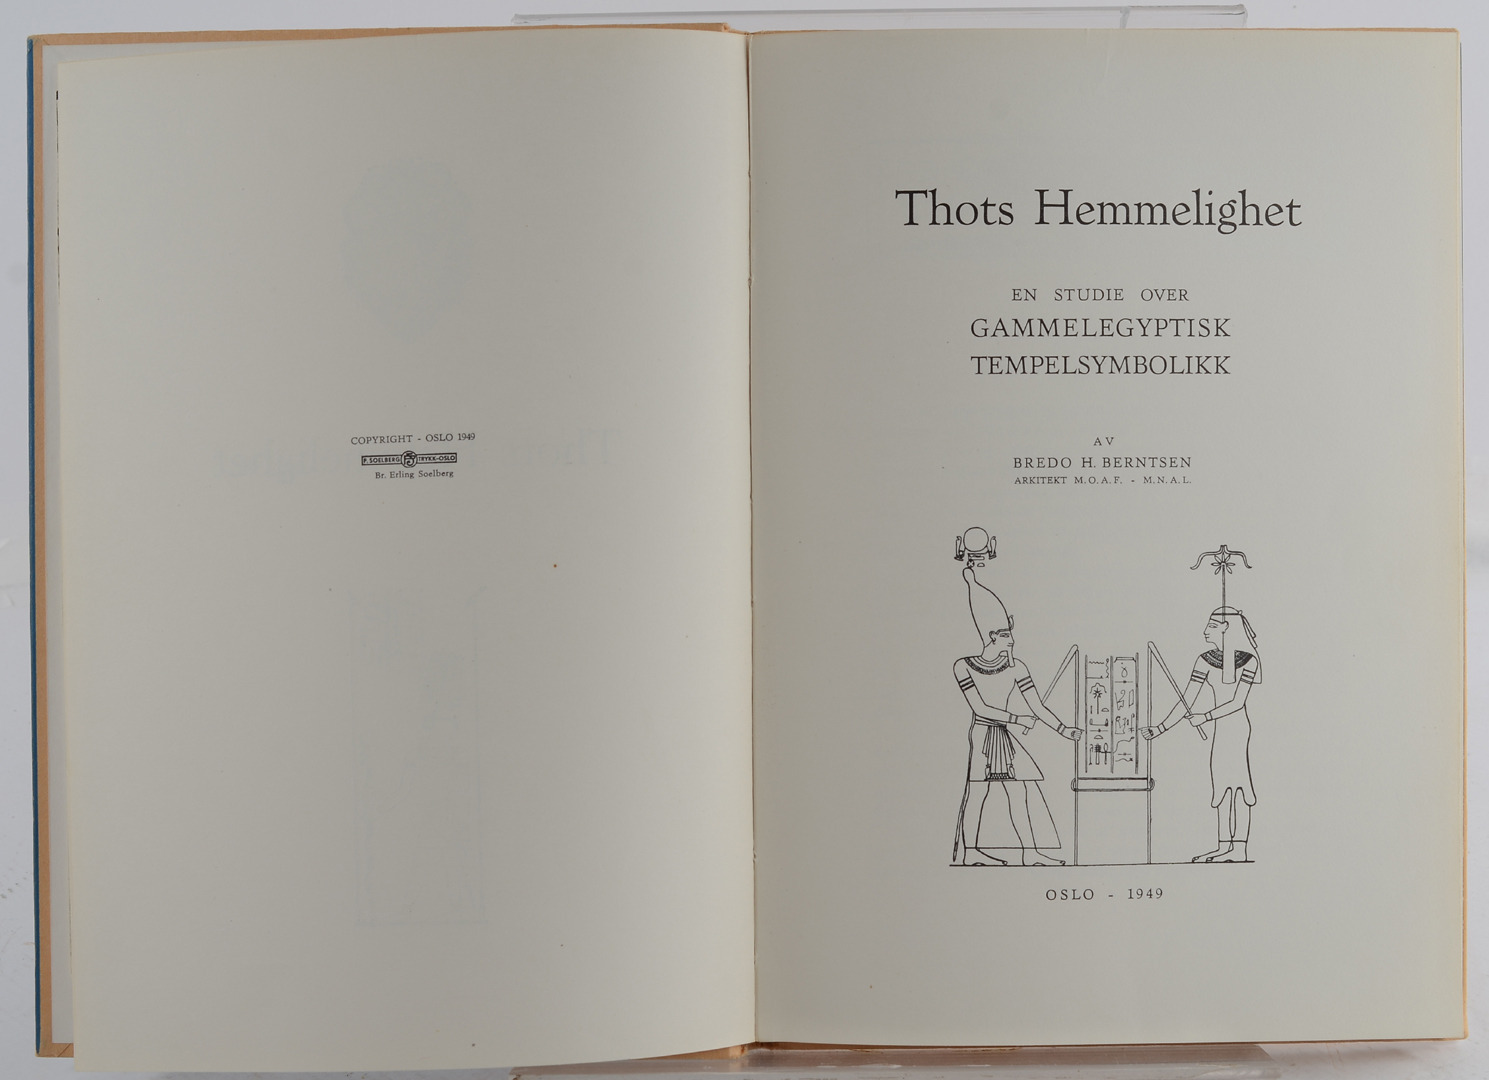 COPYRIGHT - OSLO 1949
P. SOELBERG TRYKK-OSLO
Br. Erling Soelberg
Thots Hemmelighet
EN STUDIE OVER
GAMMELEGYPTISK
TEMPELSYMBOLIKK
AV
BREDO H. BERNTSEN
ARKITEKT M.O.A.F. - M.N.A.L.
OSLO - 1949